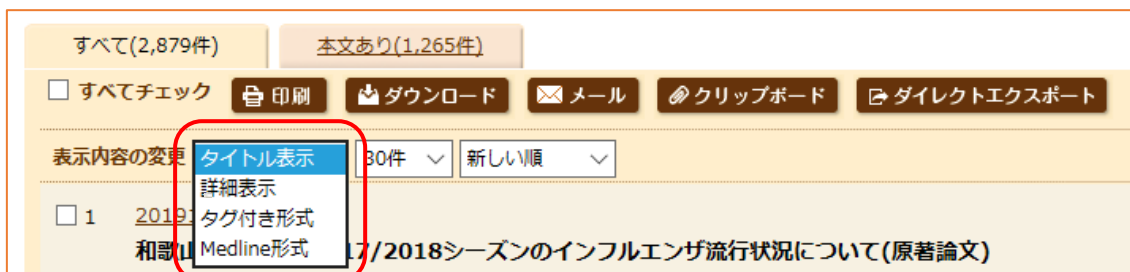 すべて(2,879件) 本文あり(1,265件)
すべてチェック 印刷 ダウンロード メール クリップボード ダイレクトエクスポート
表示内容の変更 タイトル表示 30件 新しい順
詳細表示
1 2019
タグ付き形式
Medline形式
和歌山 17/2018シーズンのインフルエンザ流行状況について(原著論文)